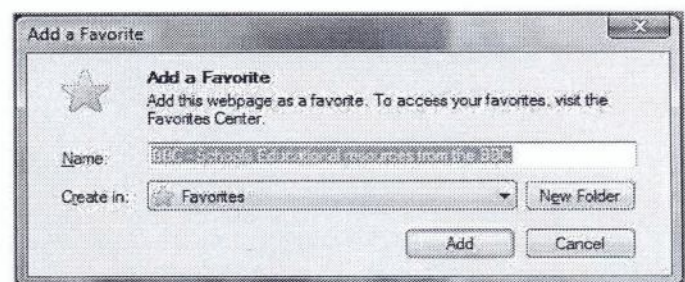 Add a Favorite
X
Add a Favorite
Add this webpage as a favorite. To access your favorites, visit the
Favorites Center.
Name: BBC - Schools Educational resources from the BBC
Create in: Favorites New Folder
Add Cancel